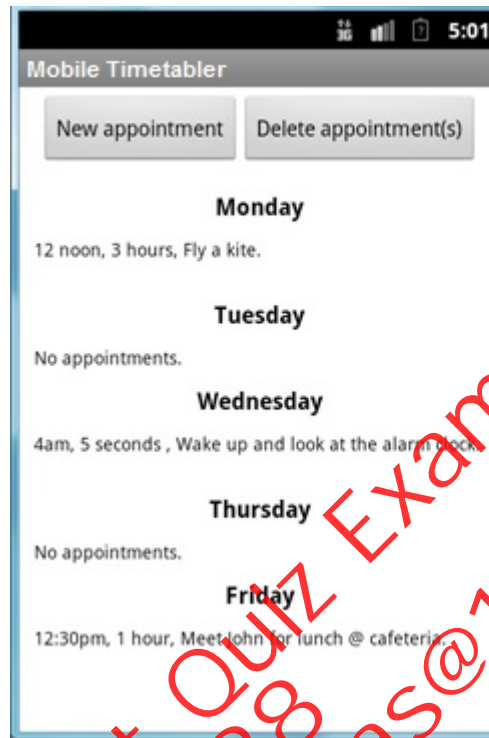 3G 5:01
Mobile Timetabler
New appointment Delete appointment(s)
Monday
12 noon, 3 hours, Fly a kite.
Tuesday
No appointments.
Wednesday
4am, 5 seconds , Wake up and look at the alarm clock.
Thursday
No appointments.
Friday
12:30pm, 1 hour, Meet John for lunch @ cafeteria.
Quiz Exam